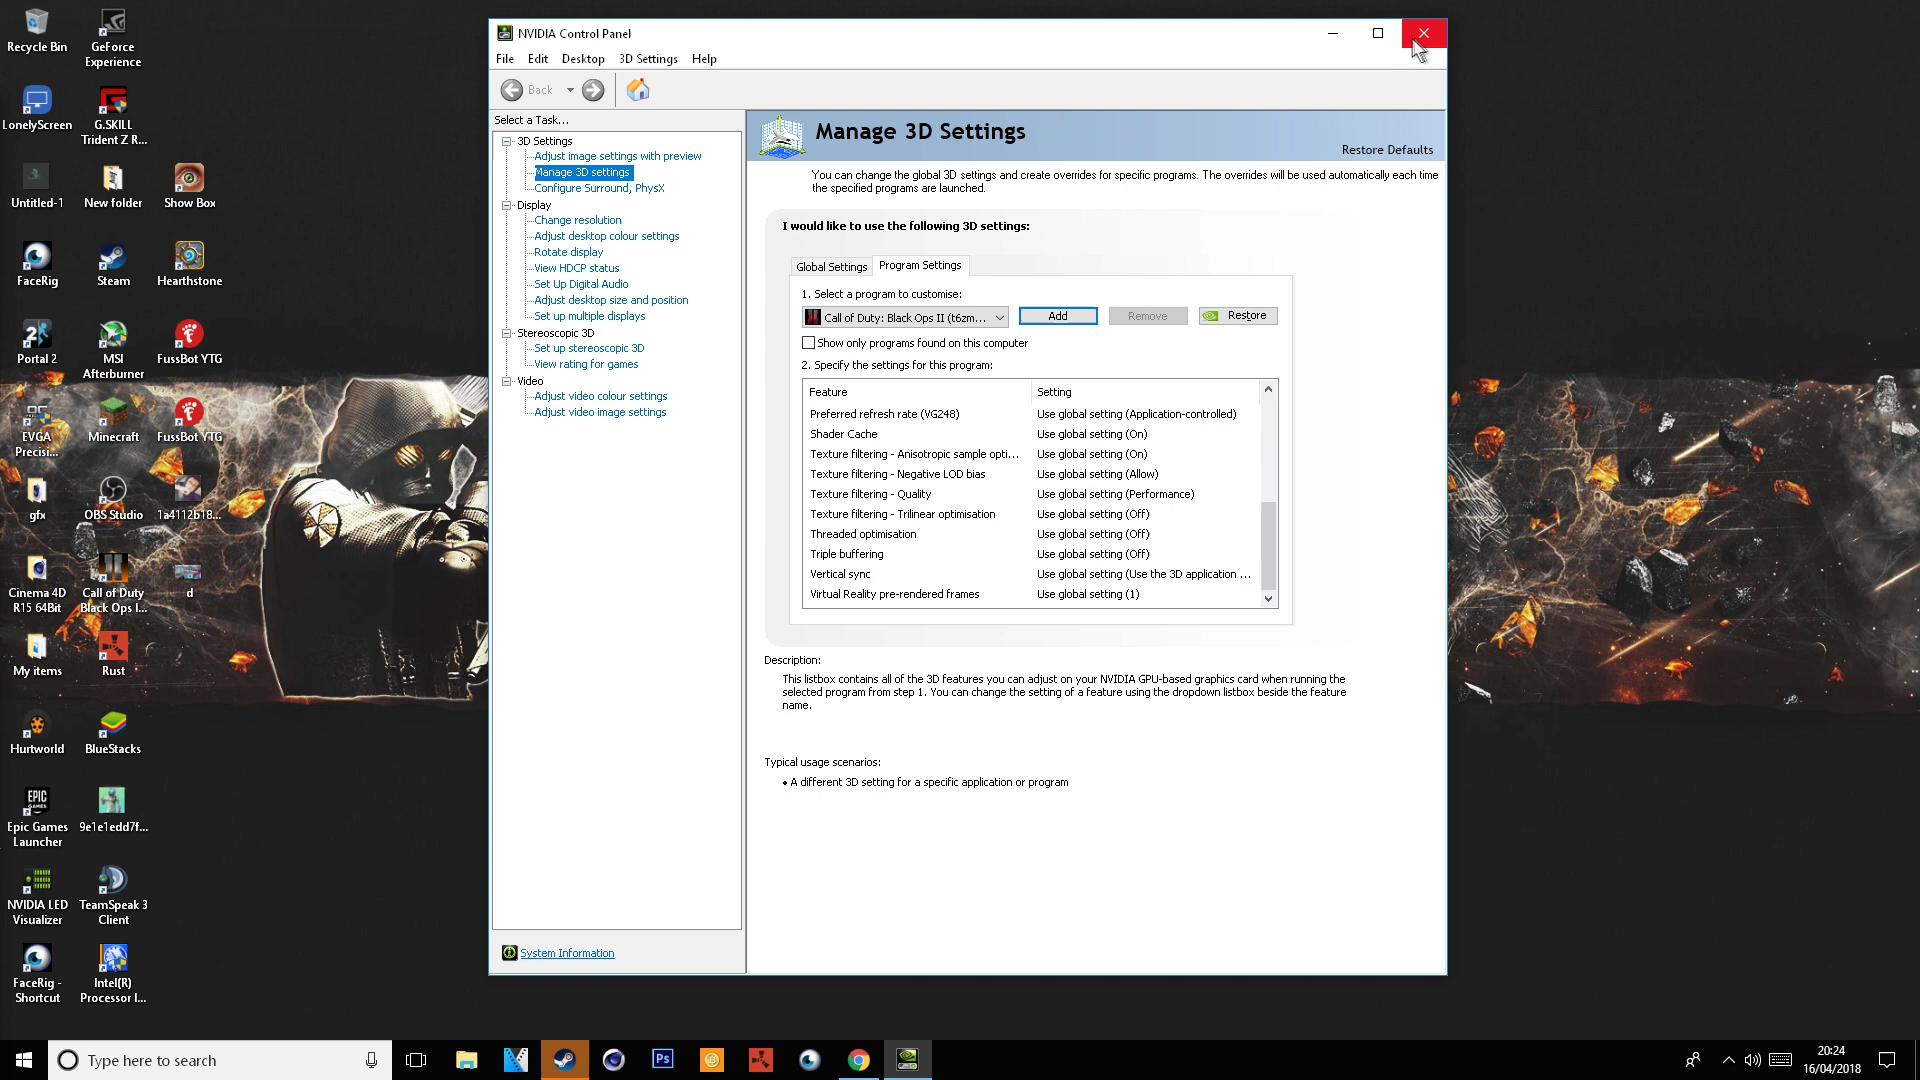 Recycle Bin
GeForce
Experience
LonelyScreen
G.SKILL
Trident Z R...
Untitled-1
New folder
Show Box
FaceRig
Steam
Hearthstone
Portal 2
MSI
Afterburner
FussBot YTG
EVGA
Precisi...
Minecraft
FussBot YTG
gfx
OBS Studio
1a4112b18...
Cinema 4D
R15 64Bit
Call of Duty
Black Ops I...
d
My items
Rust
Hurtworld
BlueStacks
EPIC
GAMES
Epic Games
Launcher
9e1e1edd7f...
NVIDIA LED
Visualizer
TeamSpeak 3
Client
FaceRig -
Shortcut
Intel(R)
Processor I...
NVIDIA Control Panel
File Edit Desktop 3D Settings Help
Back
Select a Task...
3D Settings
Adjust image settings with preview
Manage 3D settings
Configure Surround, PhysX
Display
Change resolution
Adjust desktop colour settings
Rotate display
View HDCP status
Set Up Digital Audio
Adjust desktop size and position
Set up multiple displays
Stereoscopic 3D
Set up stereoscopic 3D
View rating for games
Video
Adjust video colour settings
Adjust video image settings
System Information
Manage 3D Settings
Restore Defaults
You can change the global 3D settings and create overrides for specific programs. The overrides will be used automatically each time
the specified programs are launched.
I would like to use the following 3D settings:
Global Settings Program Settings
1. Select a program to customise:
Call of Duty: Black Ops II (t6zm... Add Remove Restore
Show only programs found on this computer
2. Specify the settings for this program:
Feature Setting
Preferred refresh rate (VG248) Use global setting (Application-controlled)
Shader Cache Use global setting (On)
Texture filtering - Anisotropic sample opti... Use global setting (On)
Texture filtering - Negative LOD bias Use global setting (Allow)
Texture filtering - Quality Use global setting (Performance)
Texture filtering - Trilinear optimisation Use global setting (Off)
Threaded optimisation Use global setting (Off)
Triple buffering Use global setting (Off)
Vertical sync Use global setting (Use the 3D application ...
Virtual Reality pre-rendered frames Use global setting (1)
Description:
This listbox contains all of the 3D features you can adjust on your NVIDIA GPU-based graphics card when running the
selected program from step 1. You can change the setting of a feature using the dropdown listbox beside the feature
name.
Typical usage scenarios:
• A different 3D setting for a specific application or program
Type here to search
Ps
20:24
16/04/2018